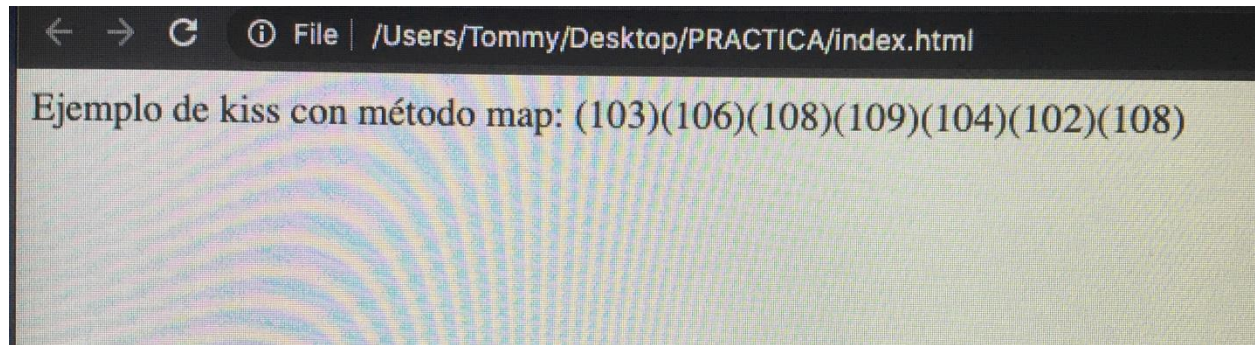 File /Users/Tommy/Desktop/PRACTICA/index.html
Ejemplo de kiss con método map: (103)(106)(108)(109)(104)(102)(108)